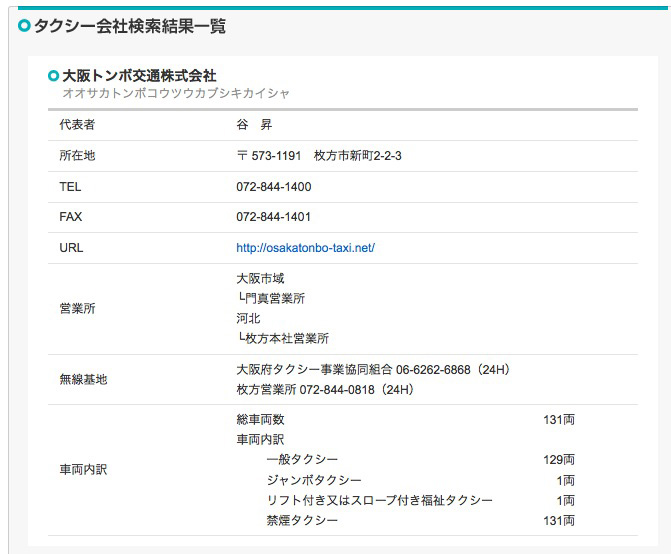 タクシー会社検索結果一覧
大阪トンボ交通株式会社
オオサカトンボコウツウカブシキカイシャ
代表者 谷 昇
所在地 〒573-1191 枚方市新町2-2-3
TEL 072-844-1400
FAX 072-844-1401
URL http://osakatonbo-taxi.net/
営業所
大阪市域
└門真営業所
河北
└枚方本社営業所
無線基地
大阪府タクシー事業協同組合 06-6262-6868（24H）
枚方営業所 072-844-0818（24H）
車両内訳
総車両数 131両
車両内訳
一般タクシー 129両
ジャンボタクシー 1両
リフト付き又はスロープ付き福祉タクシー 1両
禁煙タクシー 131両